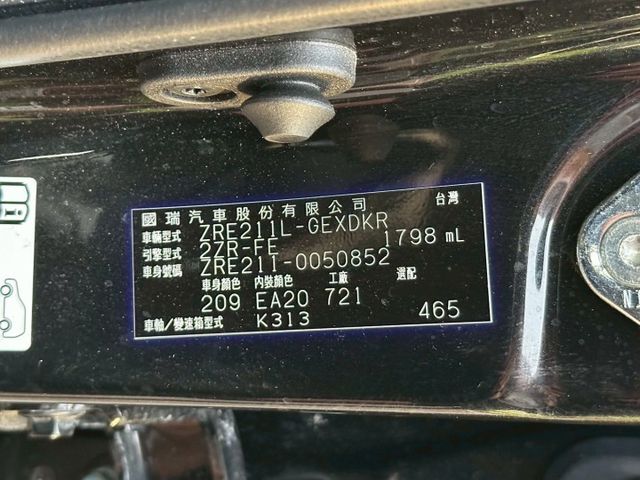 國瑞汽車股份有限公司 台灣
車輛型式 ZRE211L-GEXDKR
引擎型式 2ZR-FE 1798 mL
車身號碼 ZRE211-0050852
車身顏色 內裝顏色 工廠 選配
209 EA20 721
車軸/變速箱型式 K313 465